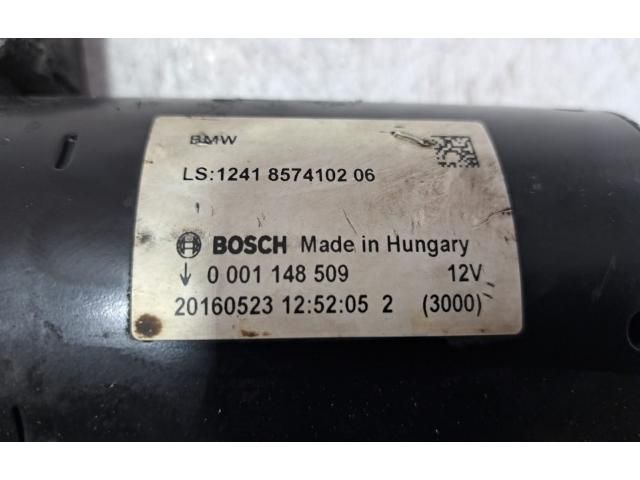 BMW
LS:1241 8574102 06
BOSCH Made in Hungary
0 001 148 509 12V
20160523 12:52:05 2 (3000)